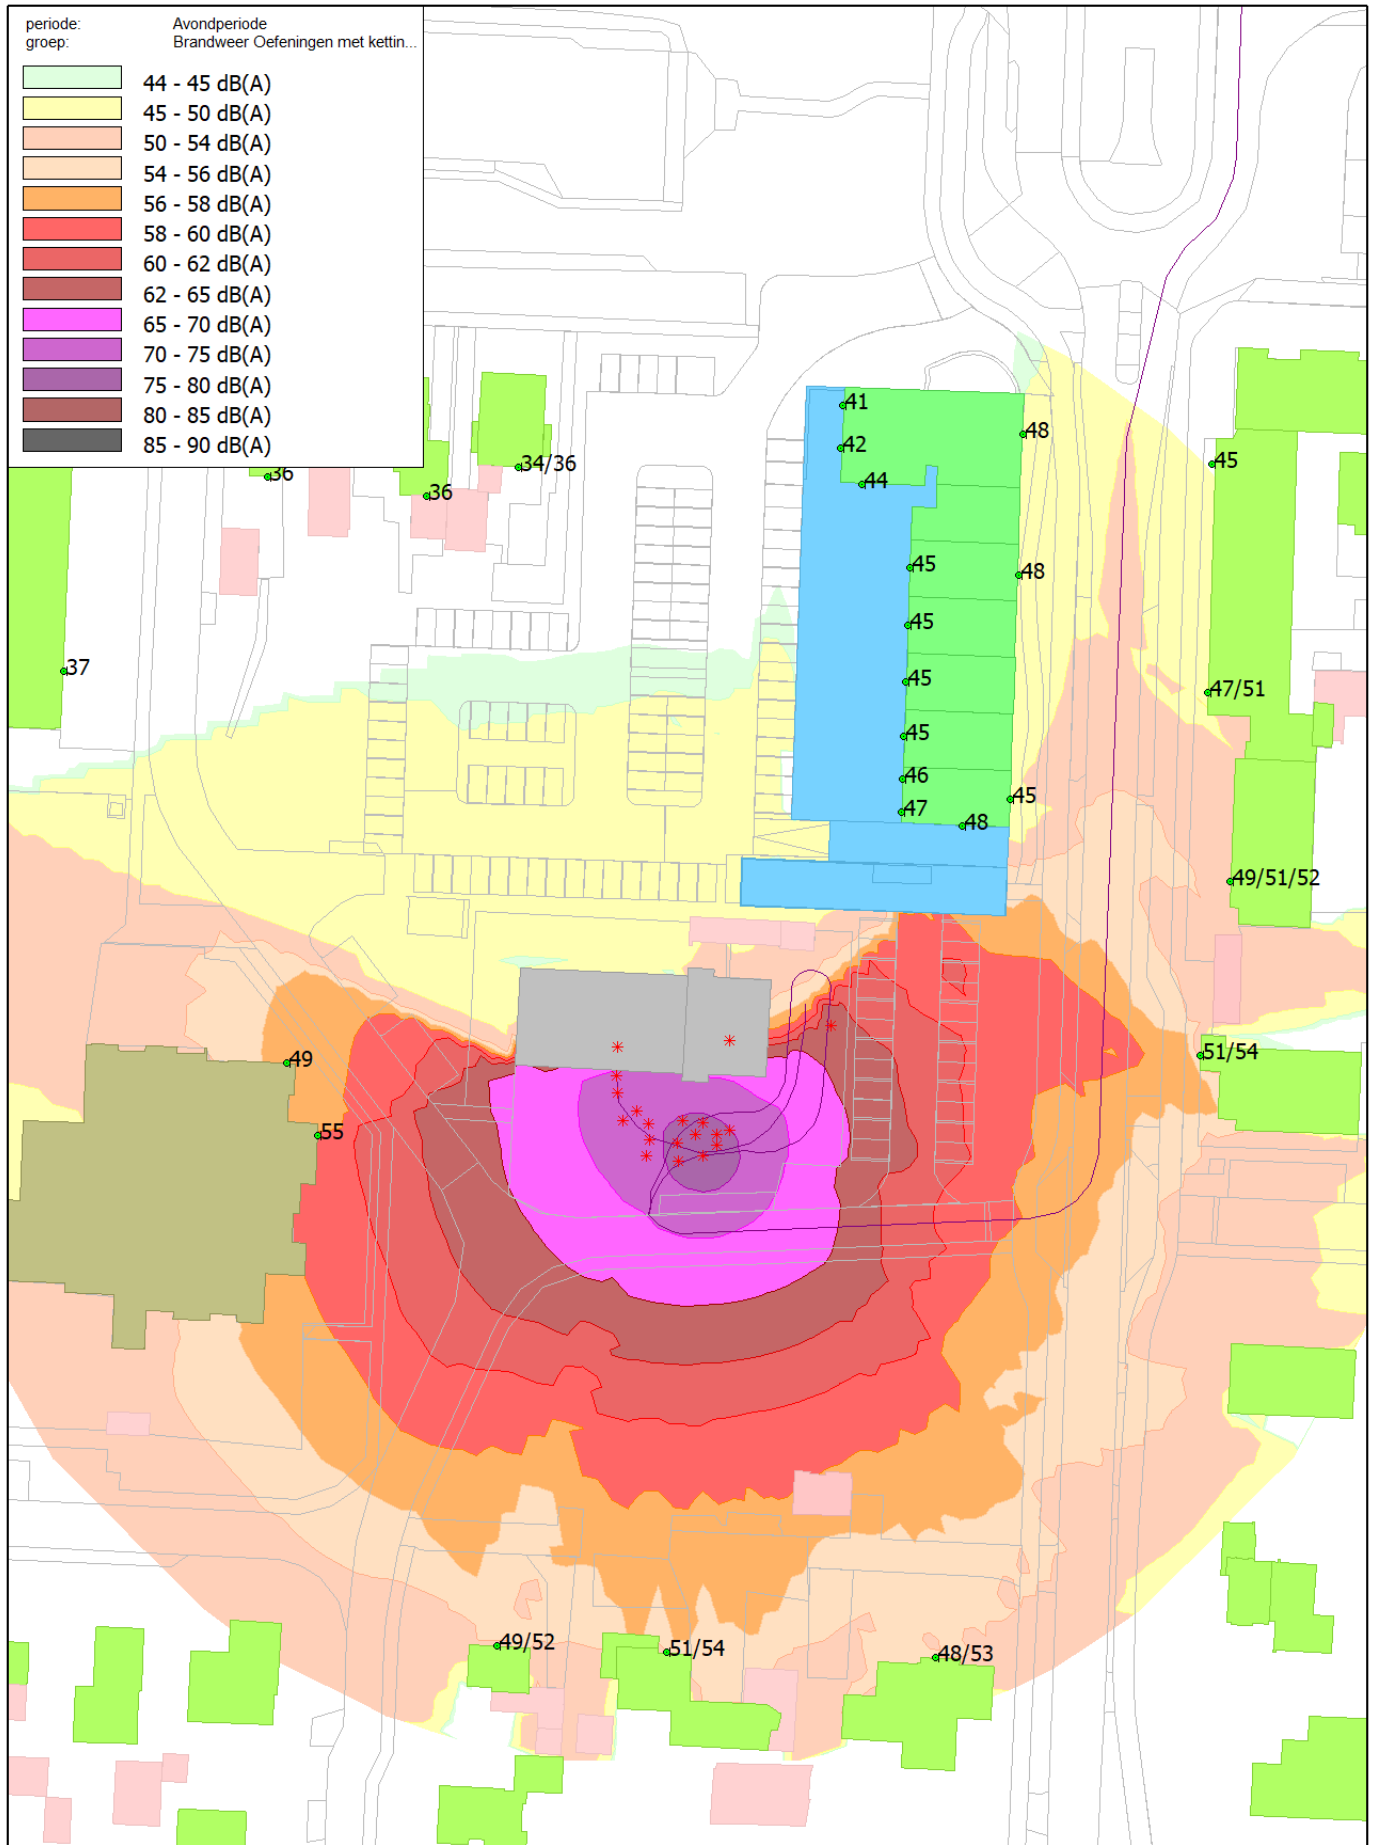 periode: Avondperiode
groep: Brandweer Oefeningen met kettin...
44 - 45 dB(A)
45 - 50 dB(A)
50 - 54 dB(A)
54 - 56 dB(A)
56 - 58 dB(A)
58 - 60 dB(A)
60 - 62 dB(A)
62 - 65 dB(A)
65 - 70 dB(A)
70 - 75 dB(A)
75 - 80 dB(A)
80 - 85 dB(A)
85 - 90 dB(A)
41
48
42
45
34/36
36
44
36
45
48
45
37
45
47/51
45
46
45
47
48
49/51/52
51/54
49
55
49/52
51/54
48/53